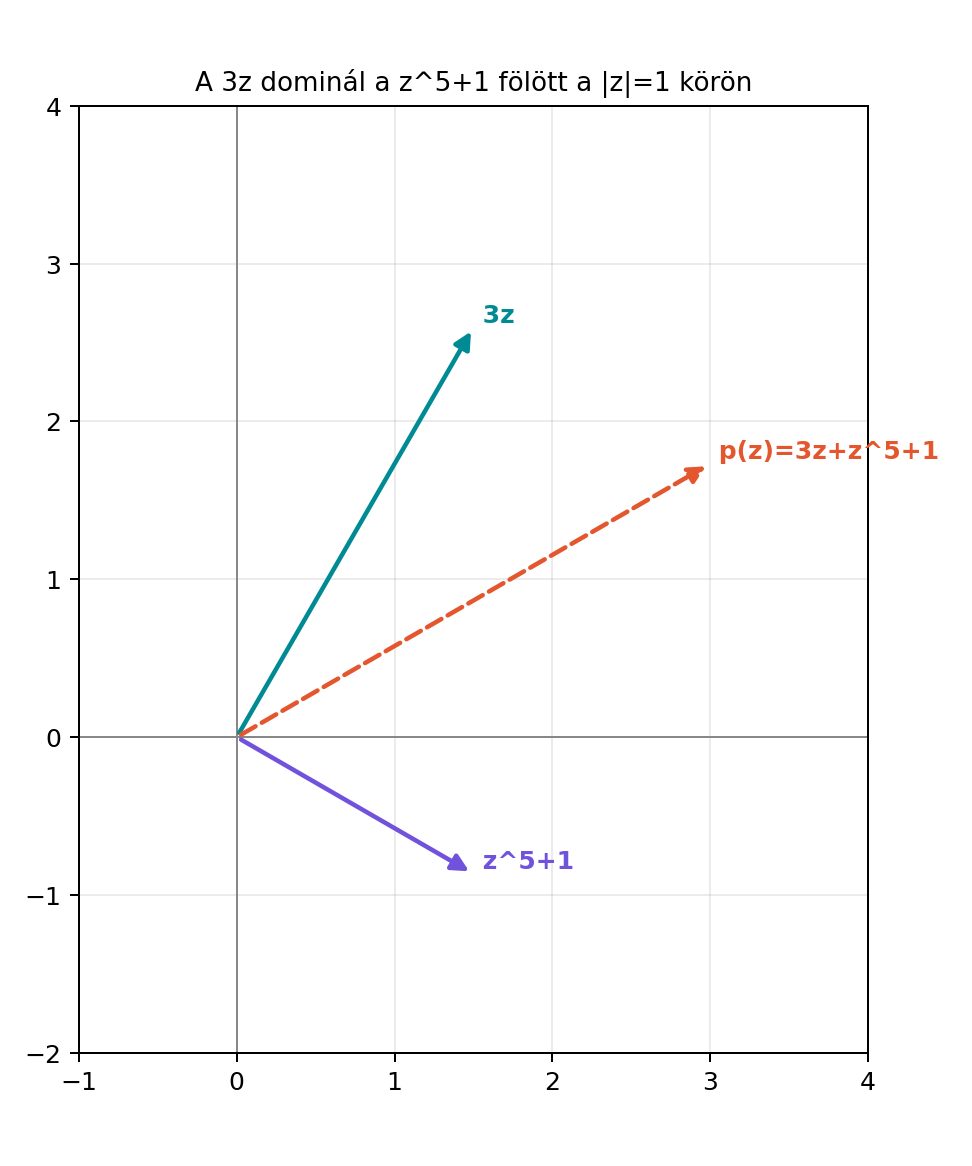 A 3z dominál a z^5+1 fölött a |z|=1 körön
4
3
3z
2
p(z)=3z+z^5+1
1
0
z^5+1
−1
−2
−1 0 1 2 3 4